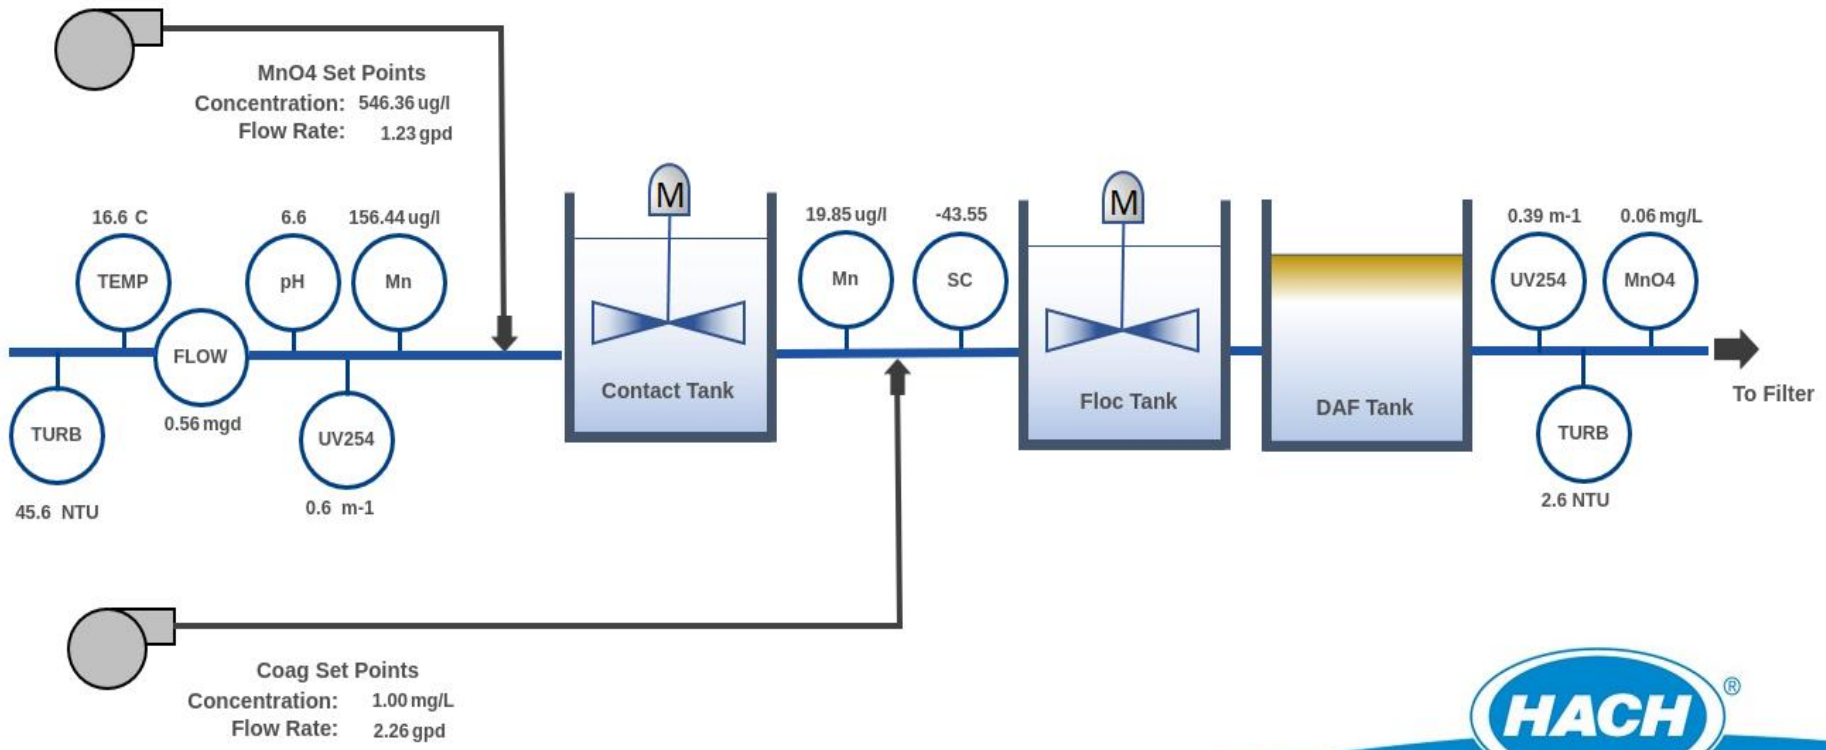 MnO4 Set Points
Concentration: 546.36 ug/l
Flow Rate: 1.23 gpd
16.6 C
6.6
156.44 ug/l
TEMP
pH
Mn
FLOW
0.56 mgd
TURB
45.6 NTU
UV254
0.6 m-1
M
Contact Tank
19.85 ug/l
-43.55
Mn
SC
M
Floc Tank
DAF Tank
0.39 m-1
0.06 mg/L
UV254
MnO4
TURB
2.6 NTU
To Filter
Coag Set Points
Concentration: 1.00 mg/L
Flow Rate: 2.26 gpd
HACH®